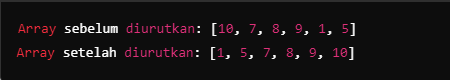 Array sebelum diurutkan: [10, 7, 8, 9, 1, 5]
Array setelah diurutkan: [1, 5, 7, 8, 9, 10]